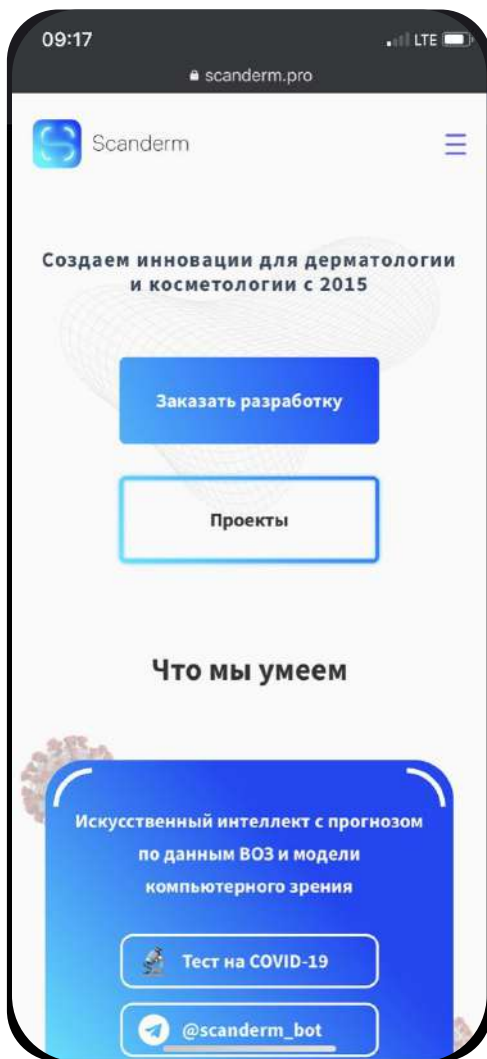 09:17
LTE
scanderm.pro
Scanderm
Создаем инновации для дерматологии
и косметологии с 2015
Заказать разработку
Проекты
Что мы умеем
Искусственный интеллект с прогнозом
по данным ВОЗ и модели
компьютерного зрения
Тест на COVID-19
@scanderm_bot